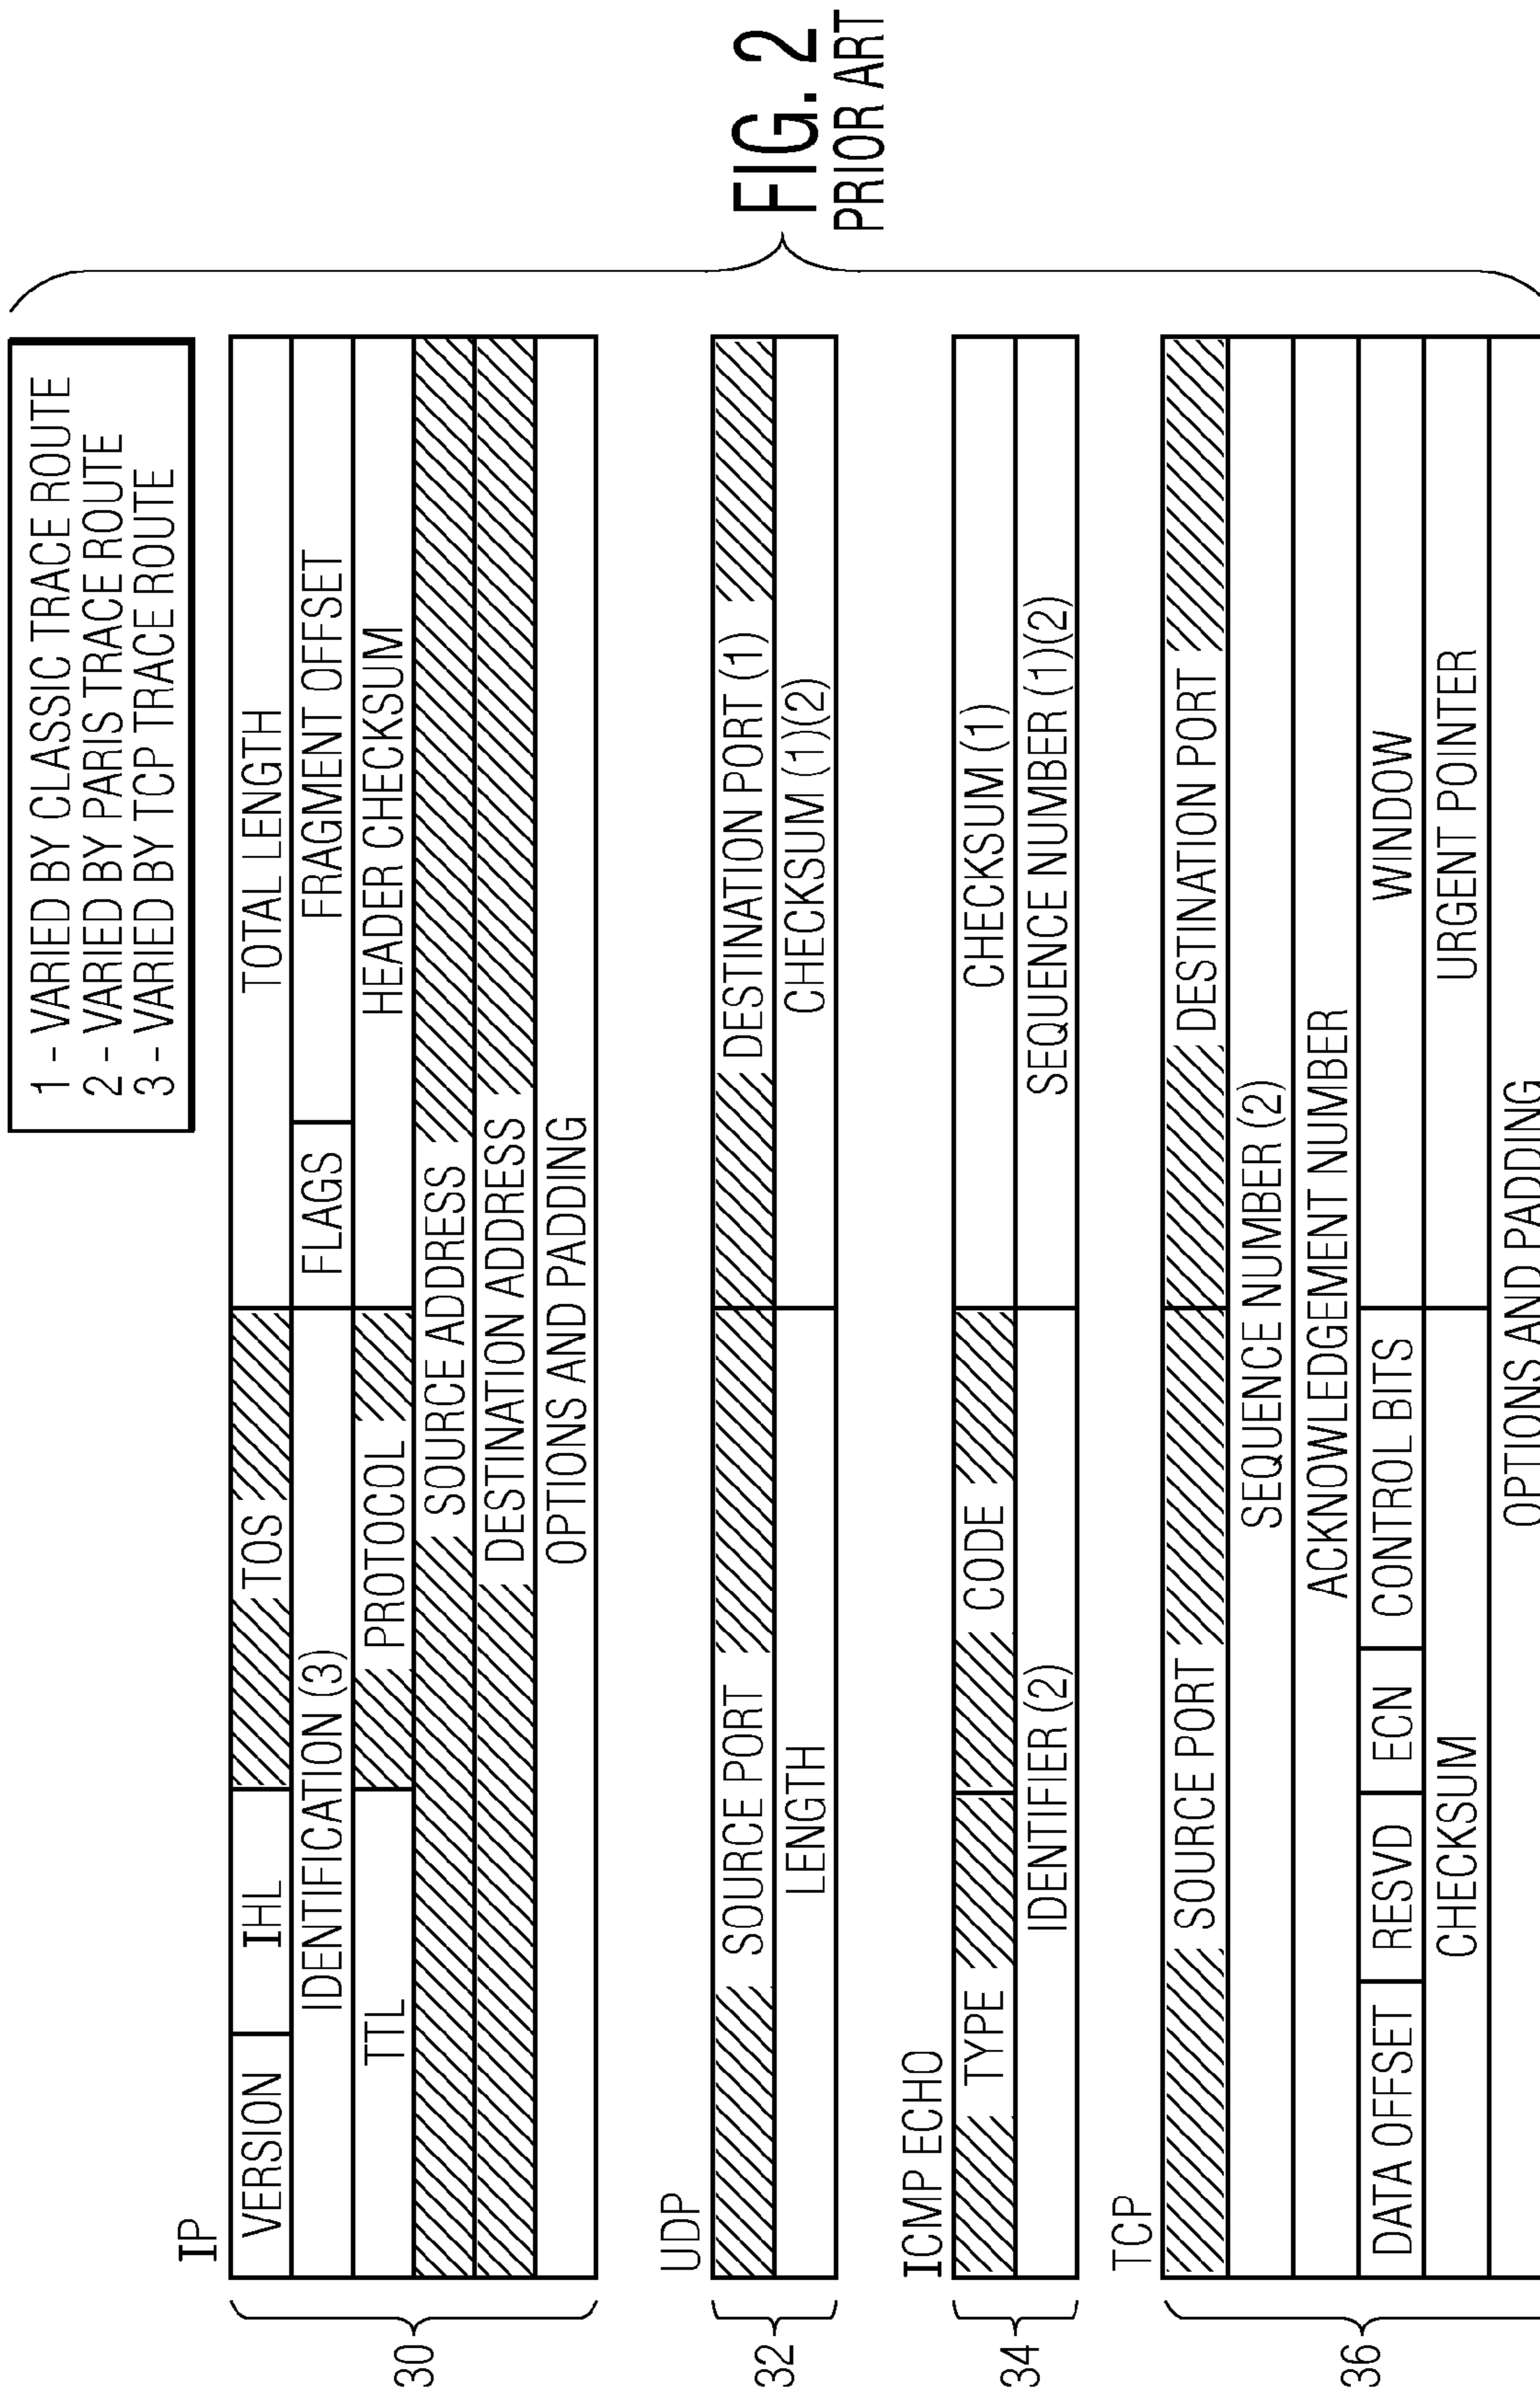 1 - VARIED BY CLASSIC TRACE ROUTE
2 - VARIED BY PARIS TRACE ROUTE
3 - VARIED BY TCP TRACE ROUTE
IP
VERSION IHL TOS TOTAL LENGTH
IDENTIFICATION (3) FLAGS FRAGMENT OFFSET
TTL PROTOCOL HEADER CHECKSUM
30
SOURCE ADDRESS
DESTINATION ADDRESS
OPTIONS AND PADDING
UDP
SOURCE PORT DESTINATION PORT (1)
32
LENGTH CHECKSUM (1)(2)
ICMP ECHO
TYPE CODE CHECKSUM (1)
34
IDENTIFIER (2) SEQUENCE NUMBER (1)(2)
TCP
SOURCE PORT DESTINATION PORT
SEQUENCE NUMBER (2)
ACKNOWLEDGEMENT NUMBER
36
DATA OFFSET RESVD ECN CONTROL BITS WINDOW
CHECKSUM URGENT POINTER
OPTIONS AND PADDING
FIG. 2
PRIOR ART